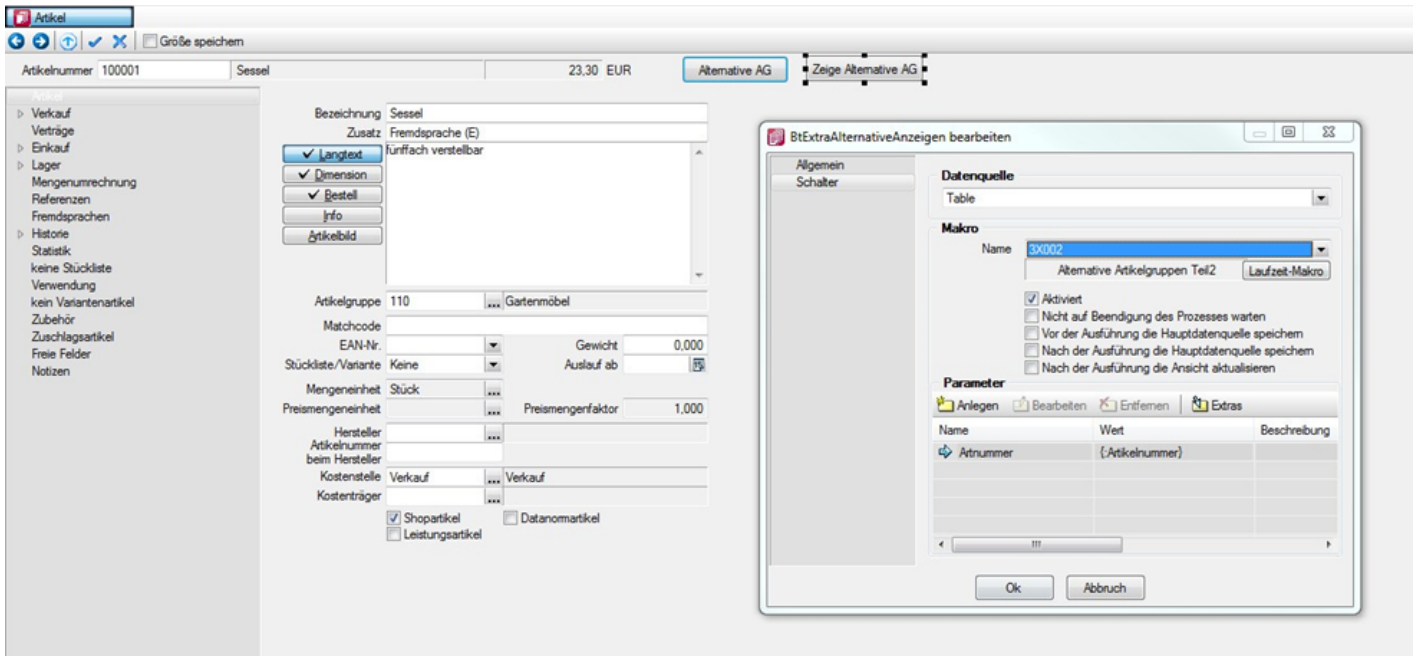 Artikel
Größe speichern
Artikelnummer 100001 Sessel 23,30 EUR Alternative AG Zeige Alternative AG
Artikel
Verkauf
Verträge
Einkauf
Lager
Mengenumrechnung
Referenzen
Fremdsprachen
Historie
Statistik
keine Stückliste
Verwendung
kein Variantenartikel
Zubehör
Zuschlagsartikel
Freie Felder
Notizen
Bezeichnung Sessel
Zusatz Fremdsprache (E)
Langtext fünffach verstellbar
Dimension
Bestell
Info
Artikelbild
Artikelgruppe 110 ... Gartenmöbel
Matchcode
EAN-Nr. Gewicht 0,000
Stückliste/Variante Keine Auslauf ab
Mengeneinheit Stück ...
Preismengeneinheit ... Preismengenfaktor 1,000
Hersteller ...
Artikelnummer
beim Hersteller
Kostenstelle Verkauf ... Verkauf
Kostenträger ...
Shopartikel Datanormartikel
Leistungsartikel
BtExtraAlternativeAnzeigen bearbeiten
Allgemein
Schalter
Datenquelle
Table
Makro
Name 3X002
Alternative Artikelgruppen Teil2 Laufzeit-Makro
Aktiviert
Nicht auf Beendigung des Prozesses warten
Vor der Ausführung die Hauptdatenquelle speichern
Nach der Ausführung die Hauptdatenquelle speichern
Nach der Ausführung die Ansicht aktualisieren
Parameter
Anlegen Bearbeiten Entfernen Extras
Name Wert Beschreibung
Artnummer {:Artikelnummer}
Ok Abbruch